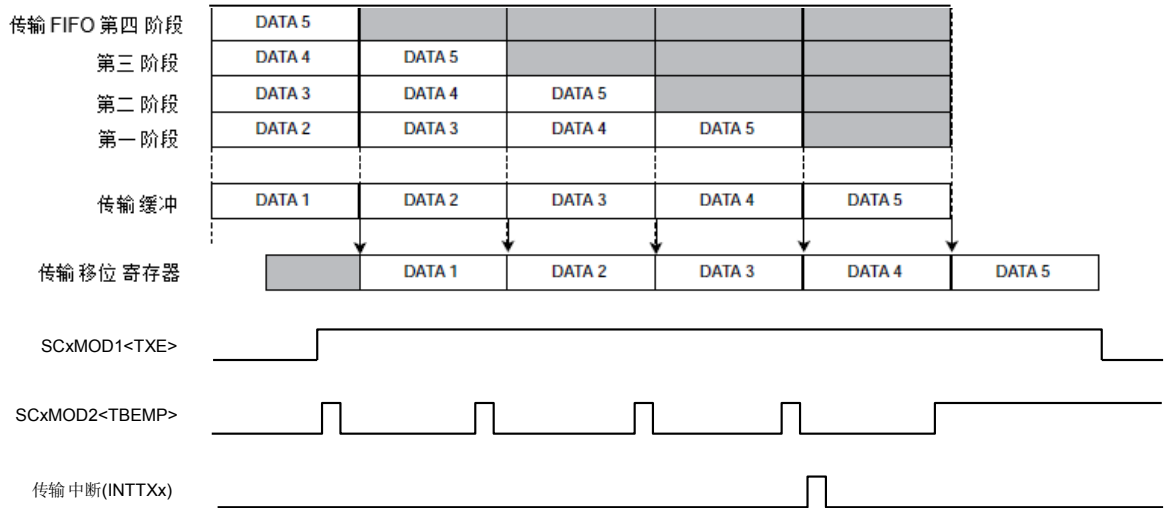 传输 FIFO 第四 阶段 DATA 5
第三 阶段 DATA 4 DATA 5
第二 阶段 DATA 3 DATA 4 DATA 5
第一 阶段 DATA 2 DATA 3 DATA 4 DATA 5
传输 缓冲 DATA 1 DATA 2 DATA 3 DATA 4 DATA 5
传输 移位 寄存器 DATA 1 DATA 2 DATA 3 DATA 4 DATA 5
SCxMOD1<TXE>
SCxMOD2<TBEMP>
传输 中断(INTTXx)